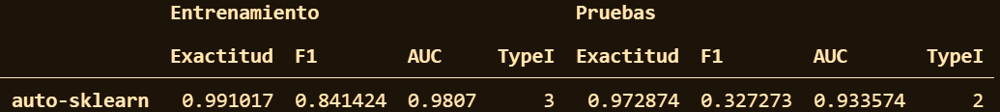 Entrenamiento Pruebas
Exactitud F1 AUC TypeI Exactitud F1 AUC TypeI
auto-sklearn 0.991017 0.841424 0.9807 3 0.972874 0.327273 0.933574 2